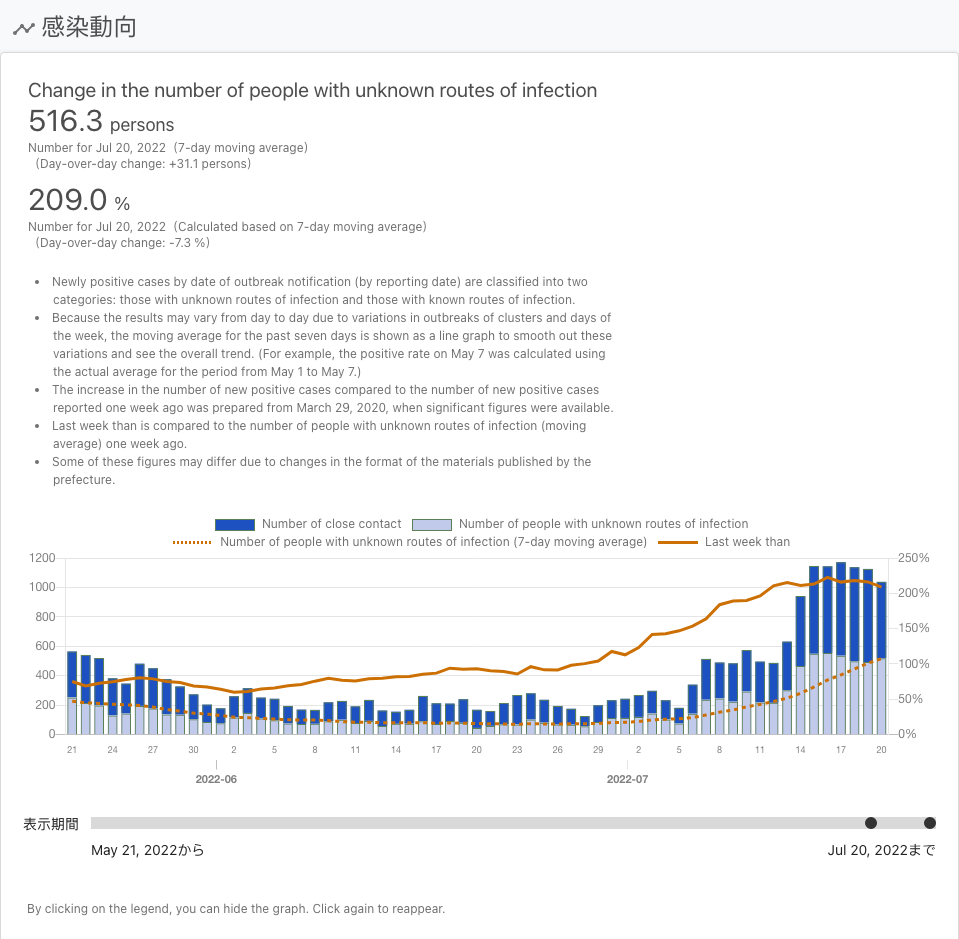 感染動向
Change in the number of people with unknown routes of infection
516.3 persons
Number for Jul 20, 2022 (7-day moving average)
(Day-over-day change: +31.1 persons)
209.0 %
Number for Jul 20, 2022 (Calculated based on 7-day moving average)
(Day-over-day change: -7.3 %)
• Newly positive cases by date of outbreak notification (by reporting date) are classified into two
categories: those with unknown routes of infection and those with known routes of infection.
• Because the results may vary from day to day due to variations in outbreaks of clusters and days of
the week, the moving average for the past seven days is shown as a line graph to smooth out these
variations and see the overall trend. (For example, the positive rate on May 7 was calculated using
the actual average for the period from May 1 to May 7.)
• The increase in the number of new positive cases compared to the number of new positive cases
reported one week ago was prepared from March 29, 2020, when significant figures were available.
• Last week than is compared to the number of people with unknown routes of infection (moving
average) one week ago.
• Some of these figures may differ due to changes in the format of the materials published by the
prefecture.
Number of close contact Number of people with unknown routes of infection
Number of people with unknown routes of infection (7-day moving average) Last week than
1200 250%
1000 200%
800
150%
600
100%
400
200 50%
0 0%
21 24 27 30 2 5 8 11 14 17 20 23 26 29 2 5 8 11 14 17 20
2022-06 2022-07
表示期間
May 21, 2022から Jul 20, 2022まで
By clicking on the legend, you can hide the graph. Click again to reappear.